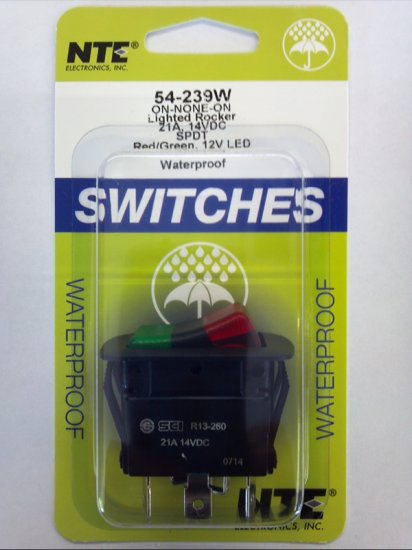 NTE®
ELECTRONICS, INC.
54-239W
ON-NONE-ON
Lighted Rocker
21A, 14VDC
SPDT
Red/Green, 12V LED
Waterproof
SWITCHES
WATERPROOF
WATERPROOF
SCI R13-260
21A 14VDC
0714
NTE®
ELECTRONICS, INC.